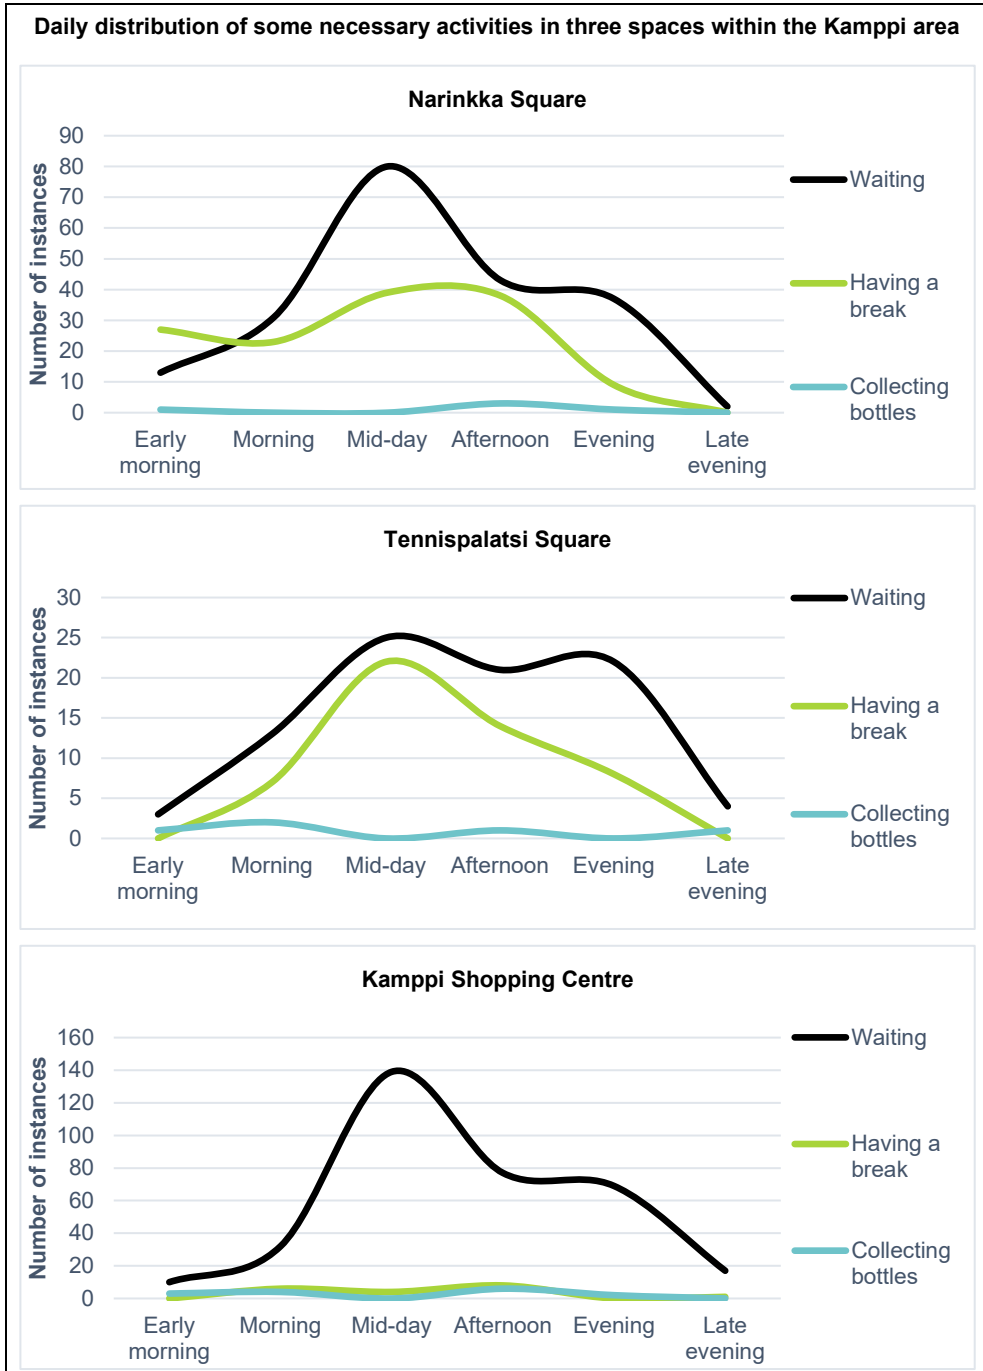 Daily distribution of some necessary activities in three spaces within the Kamppi area
Narinkka Square
Number of instances
90
80
70
60
50
40
30
20
10
0
Early
morning
Morning
Mid-day
Afternoon
Evening
Late
evening
Waiting
Having a
break
Collecting
bottles
Tennispalatsi Square
Number of instances
30
25
20
15
10
5
0
Early
morning
Morning
Mid-day
Afternoon
Evening
Late
evening
Waiting
Having a
break
Collecting
bottles
Kamppi Shopping Centre
Number of instances
160
140
120
100
80
60
40
20
0
Early
morning
Morning
Mid-day
Afternoon
Evening
Late
evening
Waiting
Having a
break
Collecting
bottles